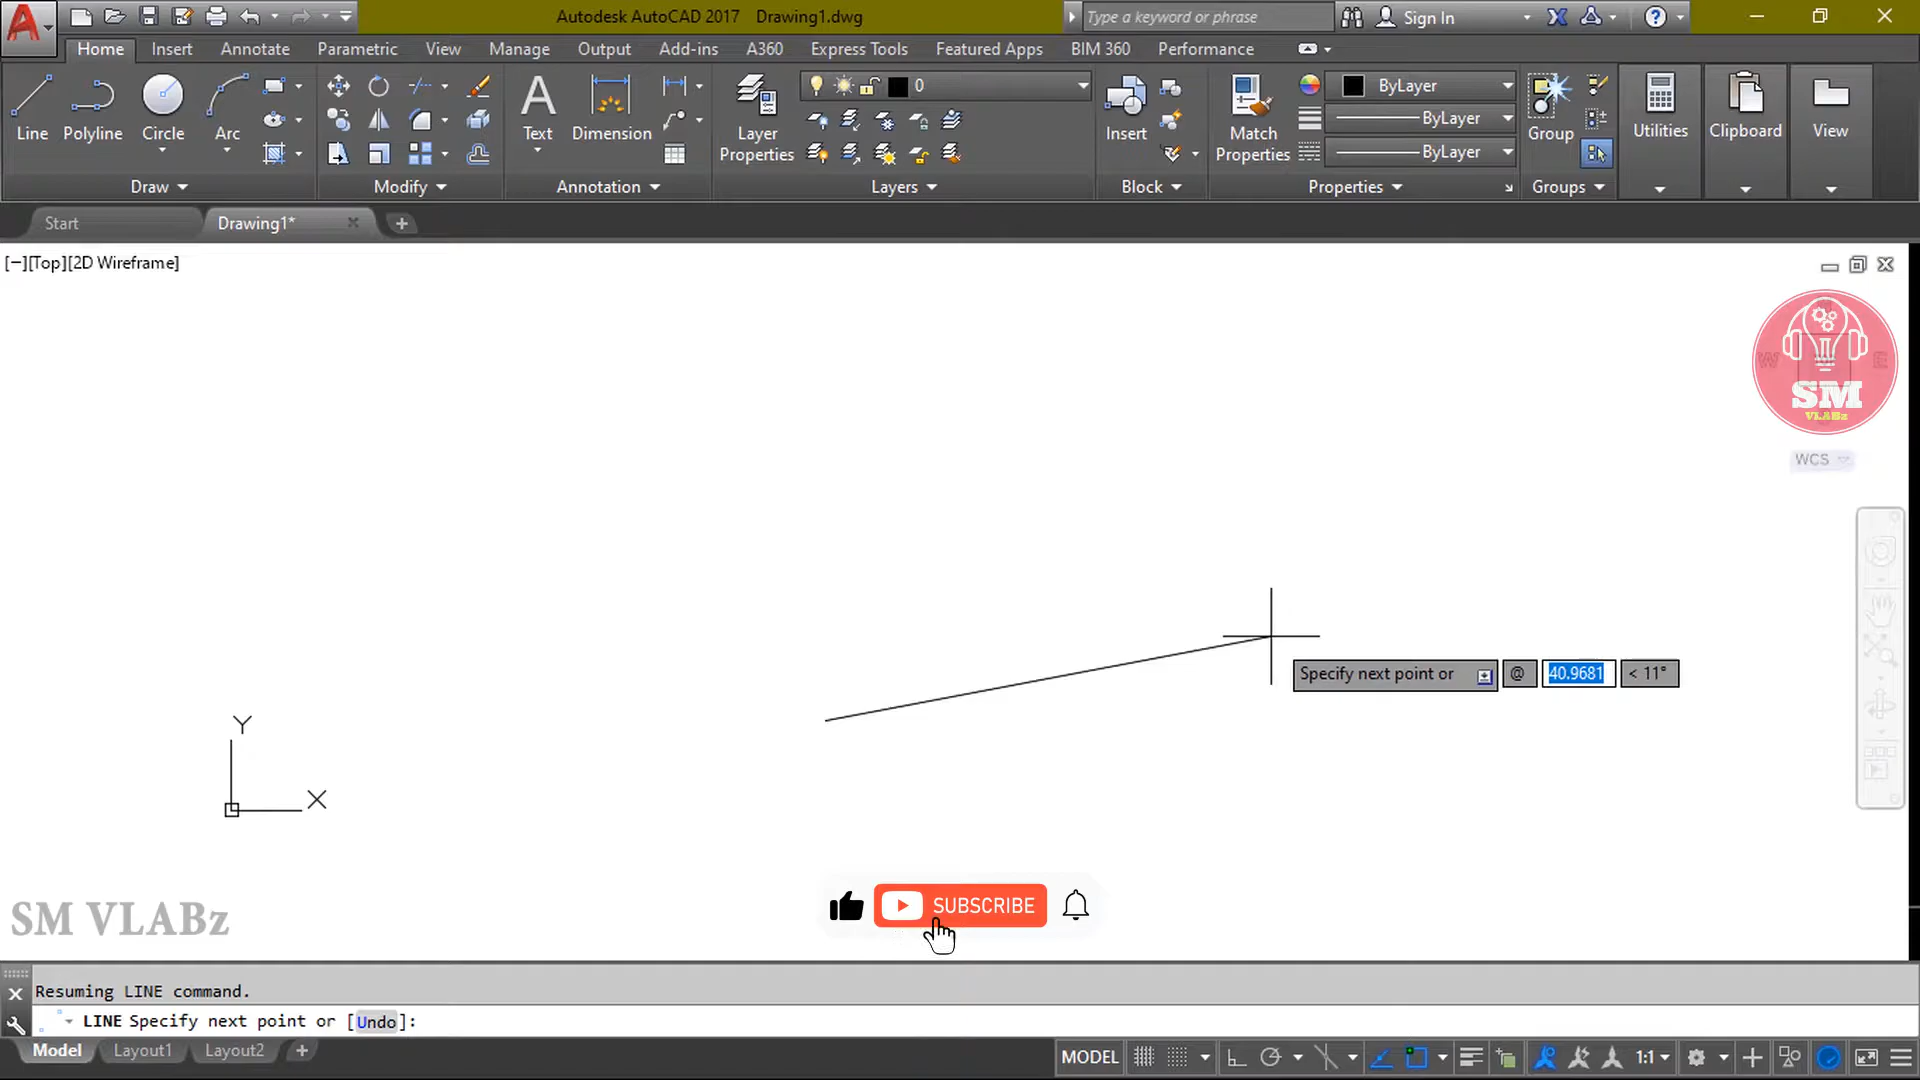 Autodesk AutoCAD 2017 Drawing1.dwg
Type a keyword or phrase
Sign In
Home Insert Annotate Parametric View Manage Output Add-ins A360 Express Tools Featured Apps BIM 360 Performance
Line Polyline Circle Arc
Draw
Modify
A
Text Dimension
Annotation
Layer
Properties
0
Layers
Insert
Block
Match
Properties
ByLayer
ByLayer
ByLayer
Properties
Group
Groups
Utilities
Clipboard
View
Start
Drawing1*
[−][Top][2D Wireframe]
W E
SM
VLABz
WCS
Specify next point or @ 40.9681 < 11°
Y
X
SUBSCRIBE
SM VLABz
Resuming LINE command.
LINE Specify next point or [Undo]:
Model Layout1 Layout2
MODEL
1:1